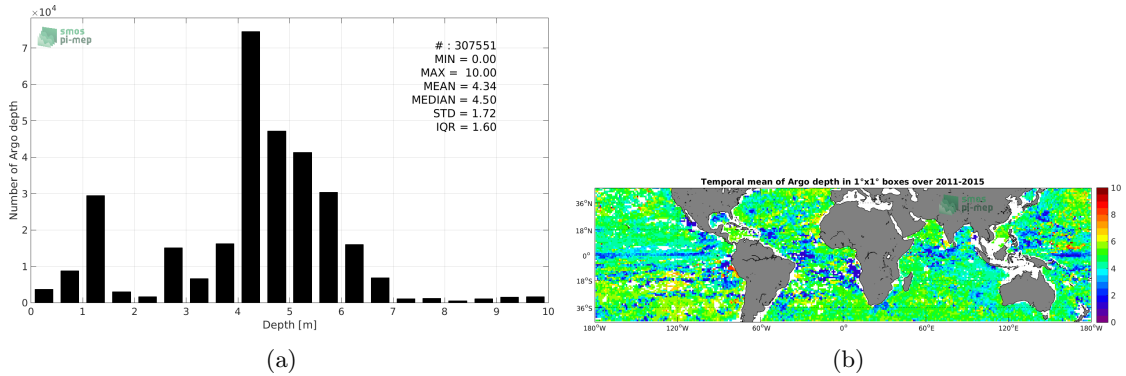 ×10⁴
smos
pi-mep
# : 307551
MIN = 0.00
MAX = 10.00
MEAN = 4.34
MEDIAN = 4.50
STD = 1.72
IQR = 1.60
Number of Argo depth
7
6
5
4
3
2
1
0
0 1 2 3 4 5 6 7 8 9 10
Depth [m]
(a)
Temporal mean of Argo depth in 1°x1° boxes over 2011-2015
smos
pi-mep
36°N
18°N
0°
18°S
36°S
180°W 120°W 60°W 0° 60°E 120°E 180°W
10
8
6
4
2
0
(b)